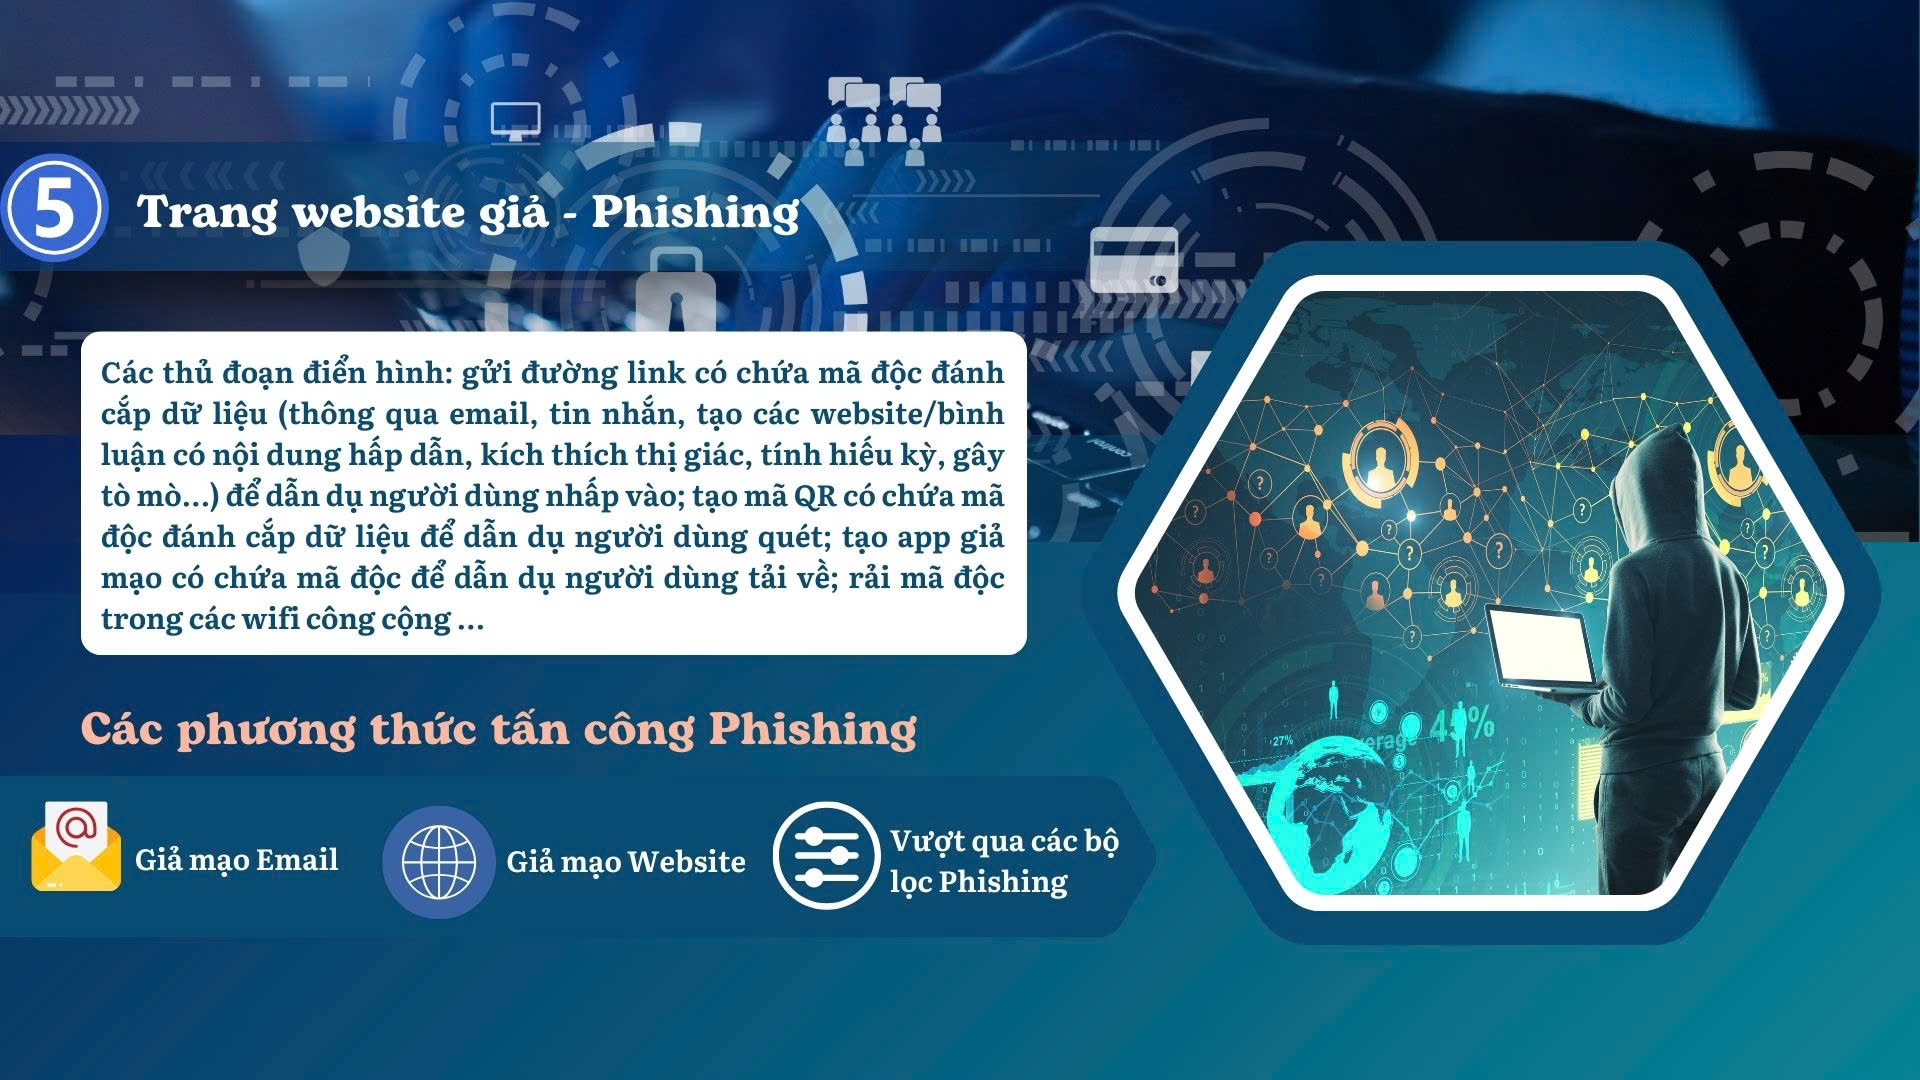 5
Trang website giả - Phishing
Các thủ đoạn điển hình: gửi đường link có chứa mã độc đánh
cắp dữ liệu (thông qua email, tin nhắn, tạo các website/bình
luận có nội dung hấp dẫn, kích thích thị giác, tính hiếu kỳ, gây
tò mò...) để dẫn dụ người dùng nhấp vào; tạo mã QR có chứa mã
độc đánh cắp dữ liệu để dẫn dụ người dùng quét; tạo app giả
mạo có chứa mã độc để dẫn dụ người dùng tải về; rải mã độc
trong các wifi công cộng ...
Các phương thức tấn công Phishing
Giả mạo Email
Giả mạo Website
Vượt qua các bộ
lọc Phishing
27%
45%